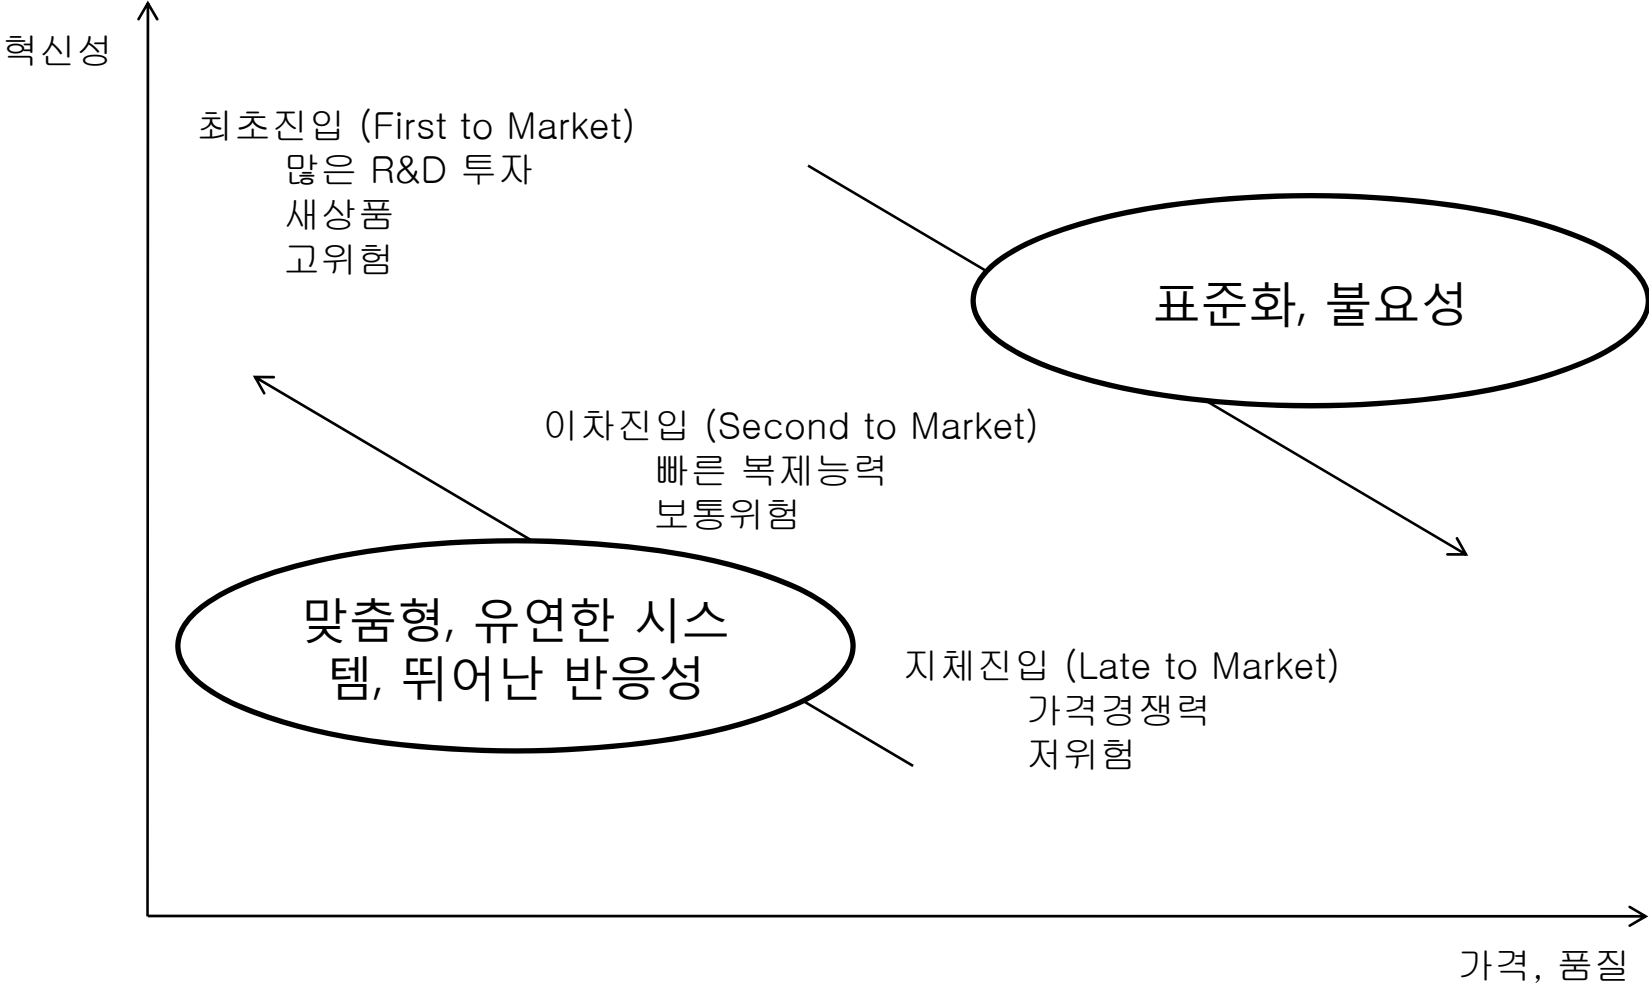 혁신성
최초진입 (First to Market)
많은 R&D 투자
새상품
고위험
표준화, 불요성
이차진입 (Second to Market)
빠른 복제능력
보통위험
맞춤형, 유연한 시스
템, 뛰어난 반응성
지체진입 (Late to Market)
가격경쟁력
저위험
가격, 품질